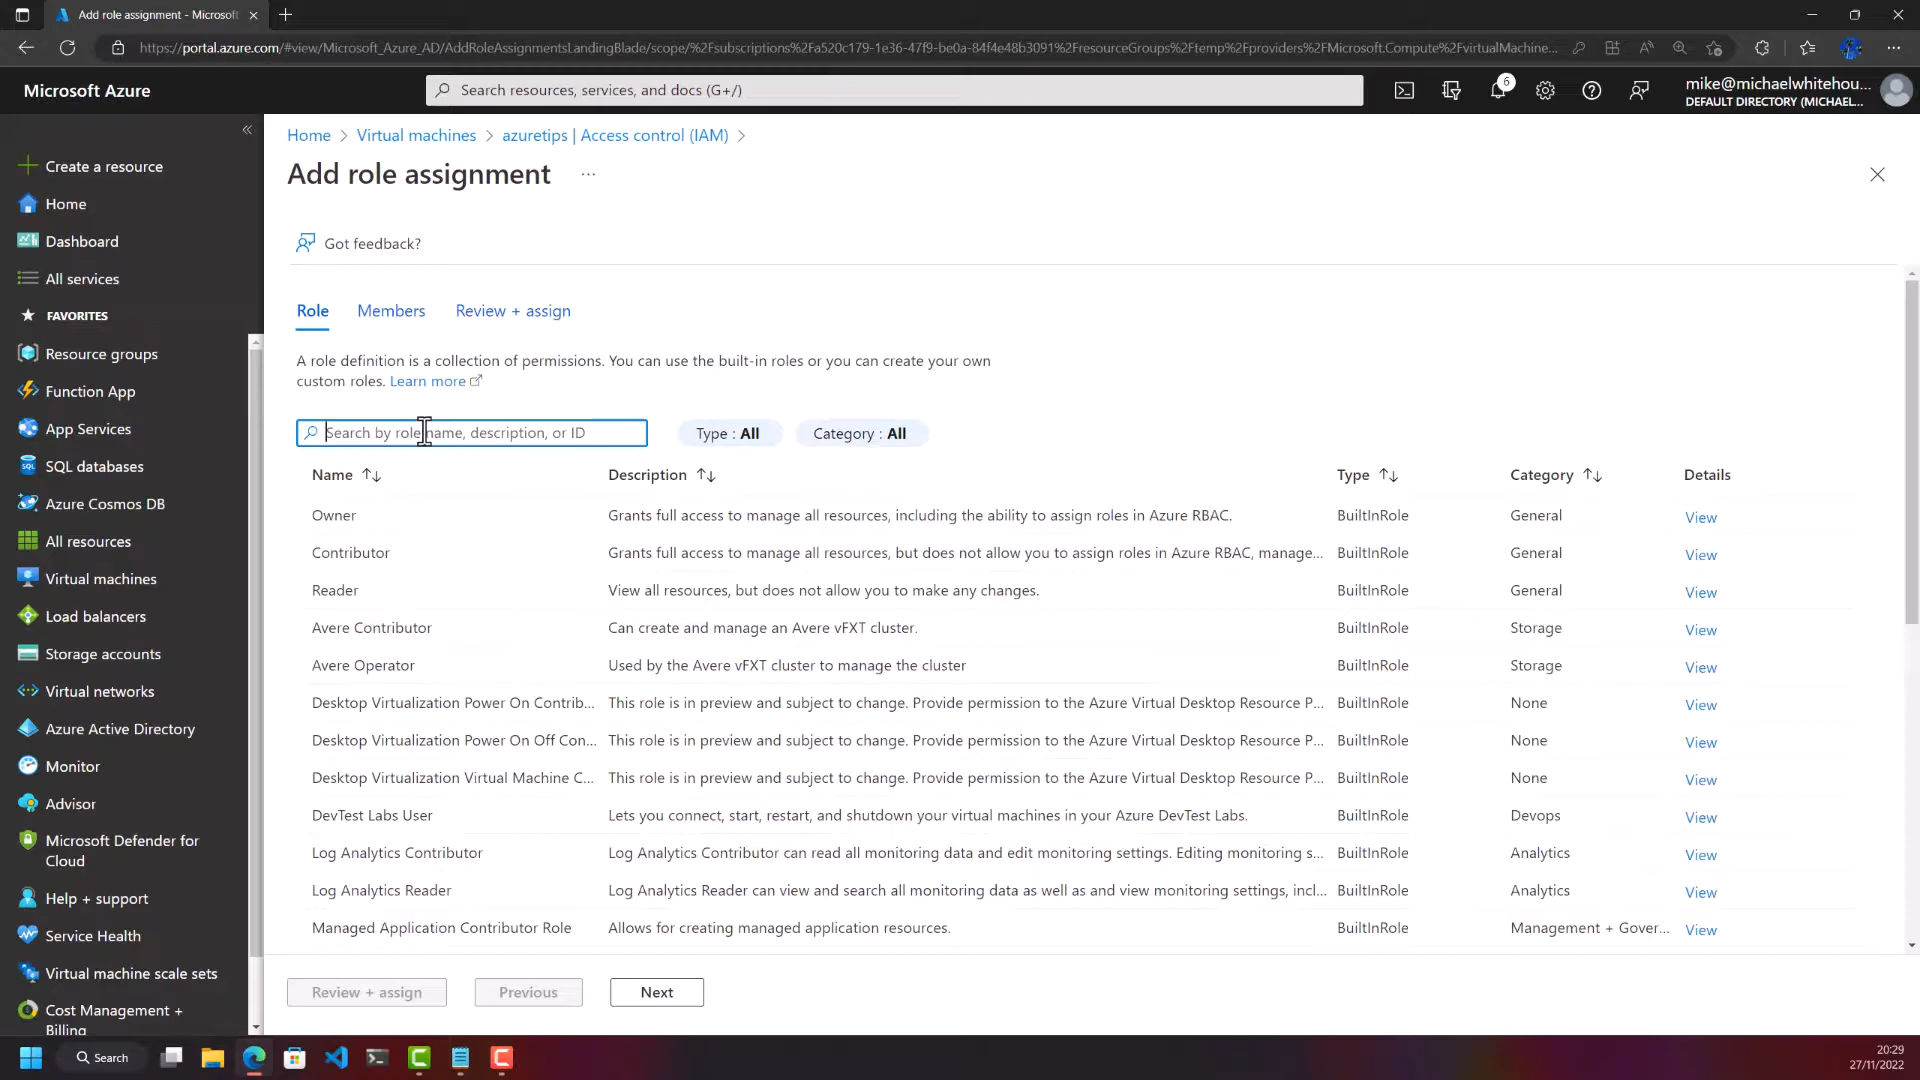 Add role assignment - Microsoft
https://portal.azure.com/#view/Microsoft_Azure_AD/AddRoleAssignmentsLandingBlade/scope/%2Fsubscriptions%2Fa520c179-1e36-47f9-be0a-84f4e48b3091%2FresourceGroups%2Ftemp%2Fproviders%2FMicrosoft.Compute%2FvirtualMachine...
Microsoft Azure
Search resources, services, and docs (G+/)
6
mike@michaelwhitehou...
DEFAULT DIRECTORY (MICHAEL...
Create a resource
Home
Dashboard
All services
FAVORITES
Resource groups
Function App
App Services
SQL databases
Azure Cosmos DB
All resources
Virtual machines
Load balancers
Storage accounts
Virtual networks
Azure Active Directory
Monitor
Advisor
Microsoft Defender for
Cloud
Help + support
Service Health
Virtual machine scale sets
Cost Management +
Billing
Home > Virtual machines > azuretips | Access control (IAM) >
Add role assignment ...
Got feedback?
Role Members Review + assign
A role definition is a collection of permissions. You can use the built-in roles or you can create your own
custom roles. Learn more
Search by role name, description, or ID Type : All Category : All
Name Description Type Category Details
Owner Grants full access to manage all resources, including the ability to assign roles in Azure RBAC. BuiltInRole General View
Contributor Grants full access to manage all resources, but does not allow you to assign roles in Azure RBAC, manage... BuiltInRole General View
Reader View all resources, but does not allow you to make any changes. BuiltInRole General View
Avere Contributor Can create and manage an Avere vFXT cluster. BuiltInRole Storage View
Avere Operator Used by the Avere vFXT cluster to manage the cluster BuiltInRole Storage View
Desktop Virtualization Power On Contrib... This role is in preview and subject to change. Provide permission to the Azure Virtual Desktop Resource P... BuiltInRole None View
Desktop Virtualization Power On Off Con... This role is in preview and subject to change. Provide permission to the Azure Virtual Desktop Resource P... BuiltInRole None View
Desktop Virtualization Virtual Machine C... This role is in preview and subject to change. Provide permission to the Azure Virtual Desktop Resource P... BuiltInRole None View
DevTest Labs User Lets you connect, start, restart, and shutdown your virtual machines in your Azure DevTest Labs. BuiltInRole Devops View
Log Analytics Contributor Log Analytics Contributor can read all monitoring data and edit monitoring settings. Editing monitoring s... BuiltInRole Analytics View
Log Analytics Reader Log Analytics Reader can view and search all monitoring data as well as and view monitoring settings, incl... BuiltInRole Analytics View
Managed Application Contributor Role Allows for creating managed application resources. BuiltInRole Management + Gover... View
Review + assign Previous Next
Search
20:29
27/11/2022